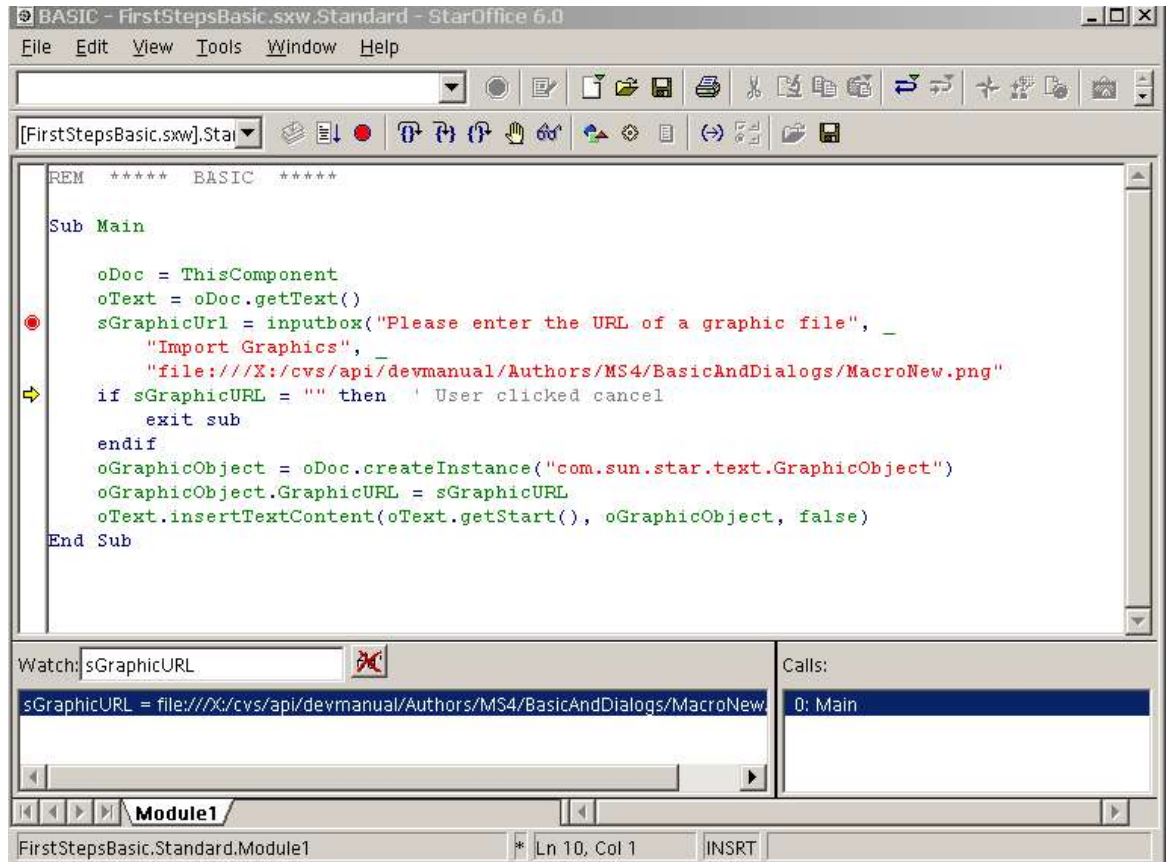 BASIC - FirstStepsBasic.sxw.Standard - StarOffice 6.0
File Edit View Tools Window Help
[FirstStepsBasic.sxw].Sta
REM ***** BASIC *****
Sub Main
oDoc = ThisComponent
oText = oDoc.getText()
sGraphicUrl = inputbox("Please enter the URL of a graphic file", _
"Import Graphics", _
"file:///X:/cvs/api/devmanual/Authors/MS4/BasicAndDialogs/MacroNew.png"
if sGraphicURL = "" then ' User clicked cancel
exit sub
endif
oGraphicObject = oDoc.createInstance("com.sun.star.text.GraphicObject")
oGraphicObject.GraphicURL = sGraphicURL
oText.insertTextContent(oText.getStart(), oGraphicObject, false)
End Sub
Watch: sGraphicURL
Calls:
sGraphicURL = file:///X:/cvs/api/devmanual/Authors/MS4/BasicAndDialogs/MacroNew.
0: Main
Module1
FirstStepsBasic.Standard.Module1 * Ln 10, Col 1 INSRT